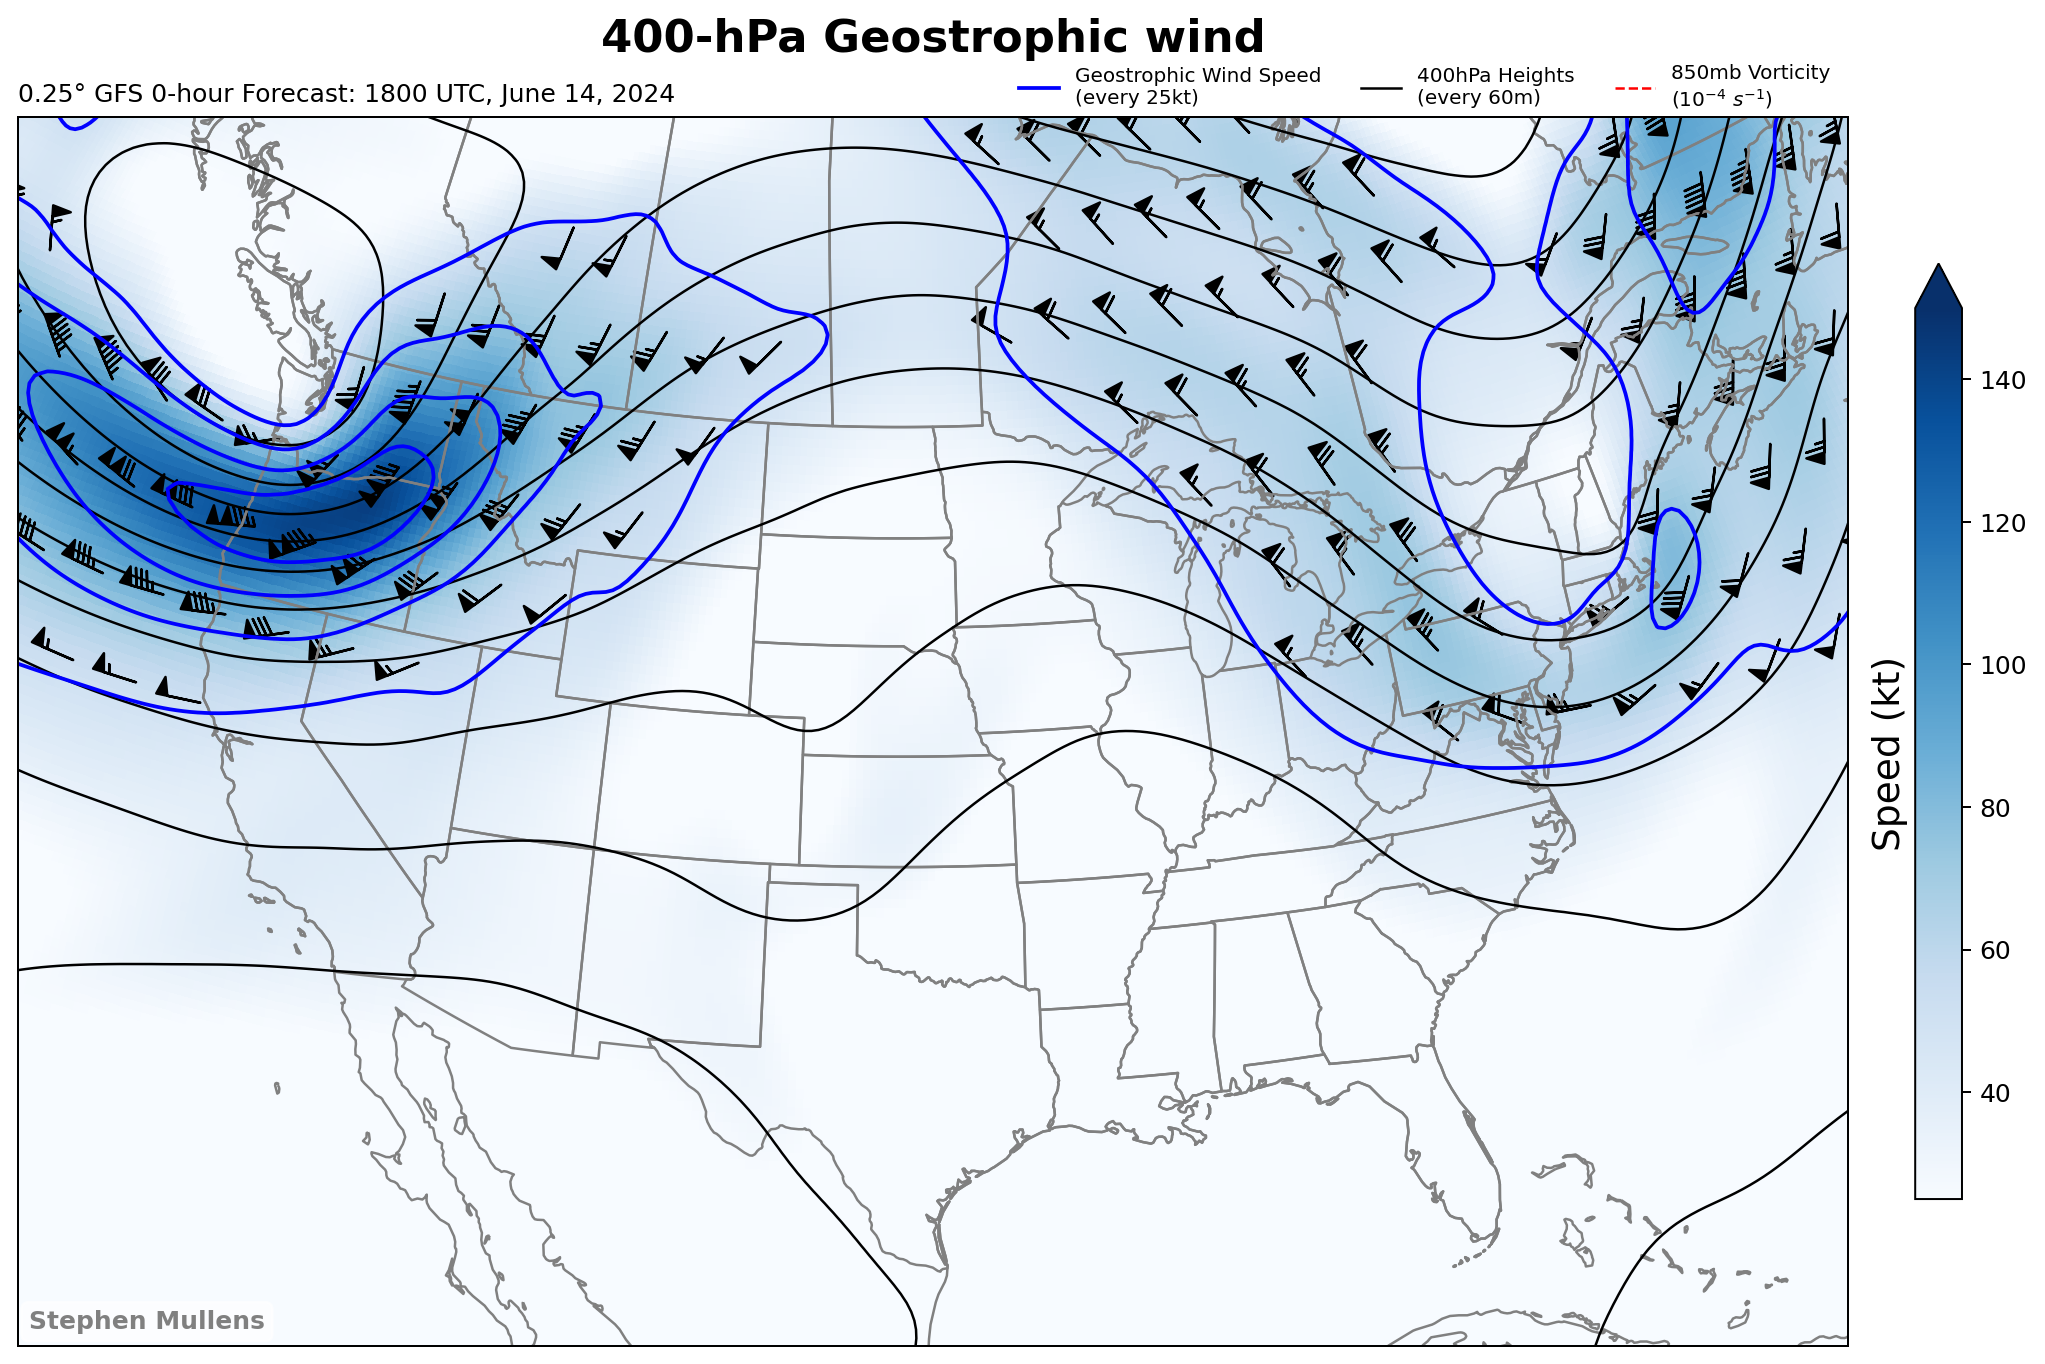 400-hPa Geostrophic wind
0.25° GFS 0-hour Forecast: 1800 UTC, June 14, 2024
Geostrophic Wind Speed
(every 25kt)
400hPa Heights
(every 60m)
850mb Vorticity
(10⁻⁴ s⁻¹)
140
120
100
80
60
40
Speed (kt)
Stephen Mullens